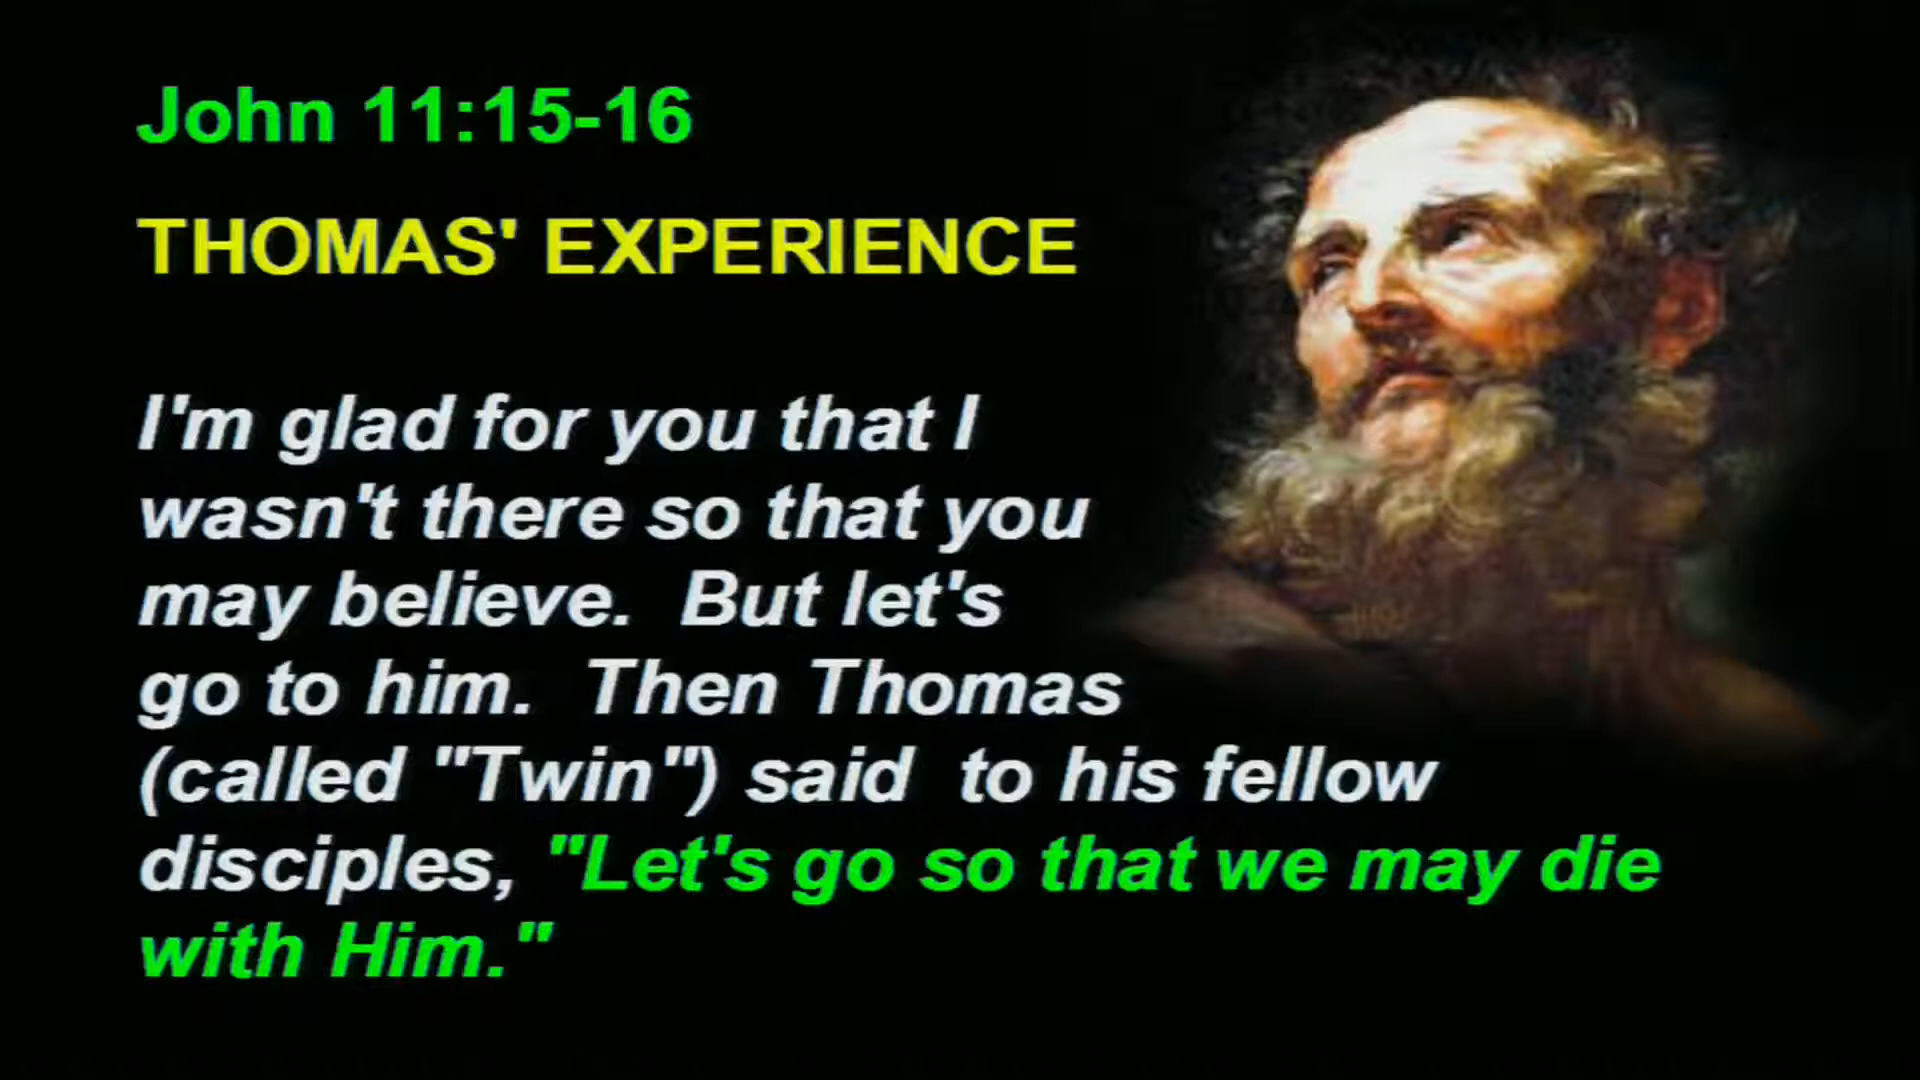 John 11:15-16
THOMAS' EXPERIENCE
I'm glad for you that I
wasn't there so that you
may believe.  But let's
go to him.  Then Thomas
(called "Twin") said  to his fellow
disciples, "Let's go so that we may die
with Him."